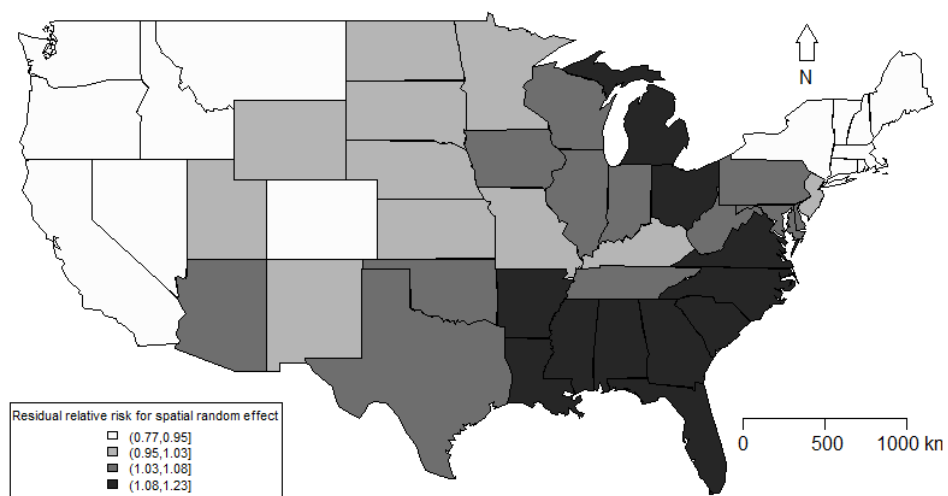 N
Residual relative risk for spatial random effect
(0.77,0.95]
(0.95,1.03]
(1.03,1.08]
(1.08,1.23]
0 500 1000 km